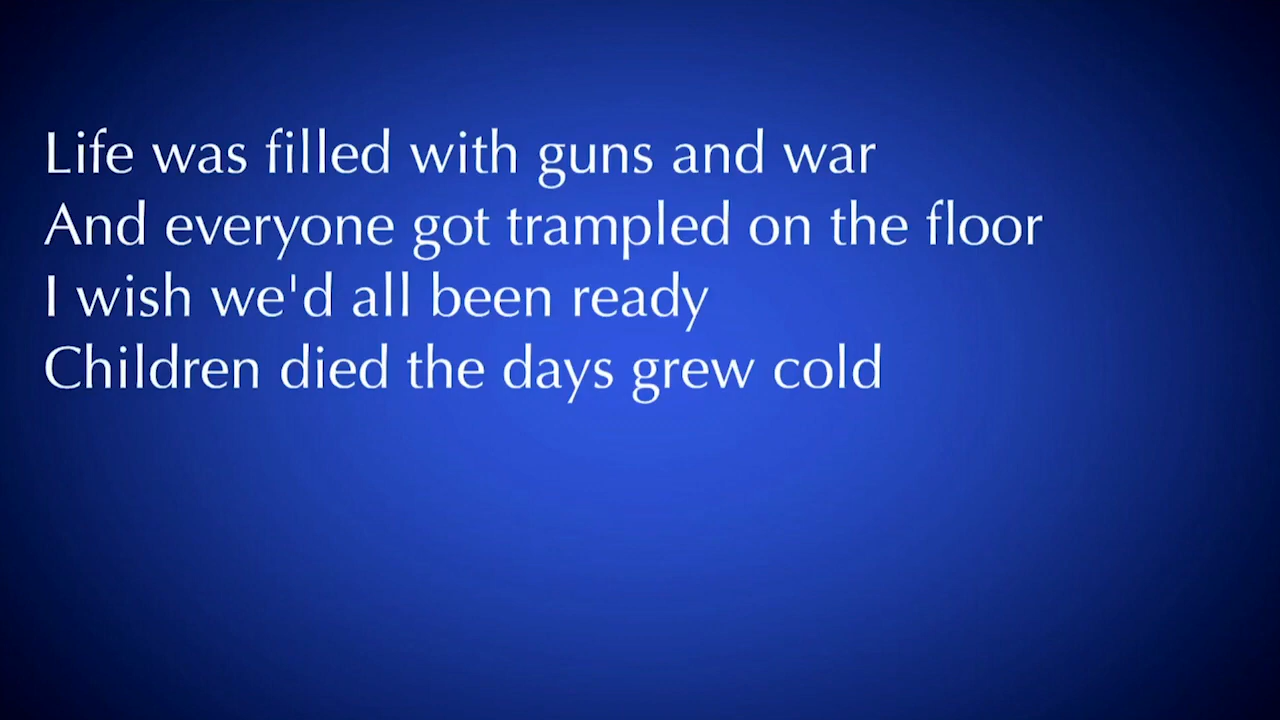 Life was filled with guns and war
And everyone got trampled on the floor
I wish we'd all been ready
Children died the days grew cold